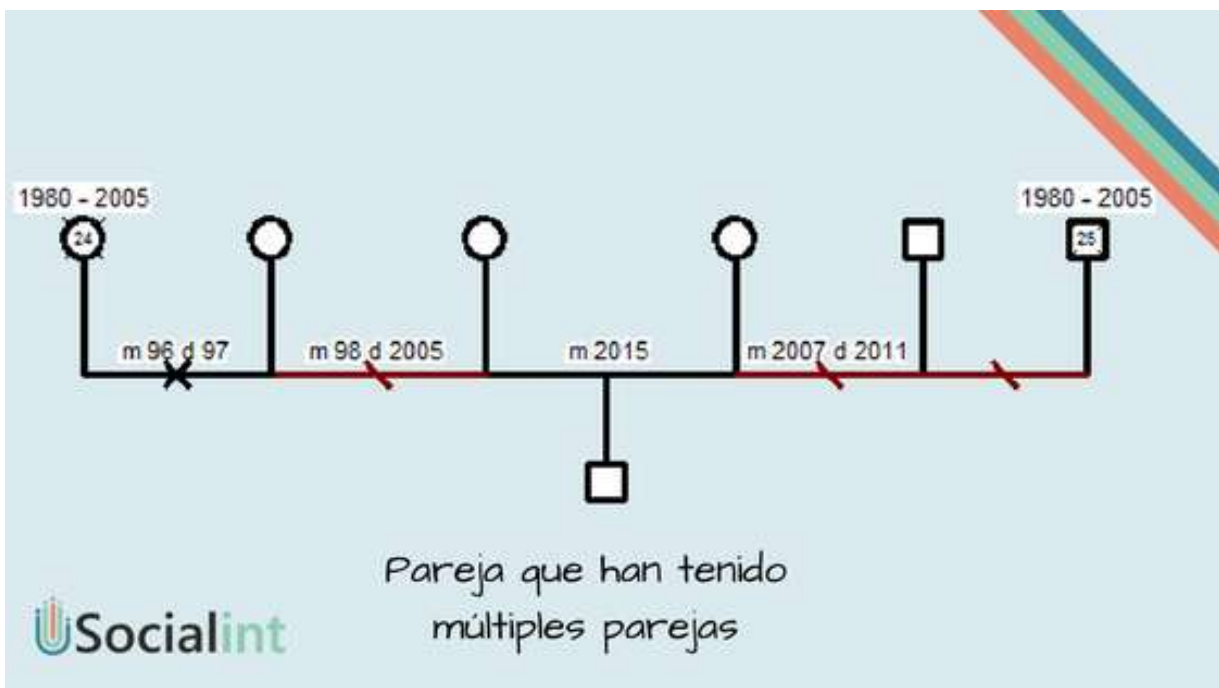 1980 - 2005
1980 - 2005
24
25
m 96 d 97
m 98 d 2005
m 2015
m 2007 d 2011
Pareja que han tenido
múltiples parejas
Socialint